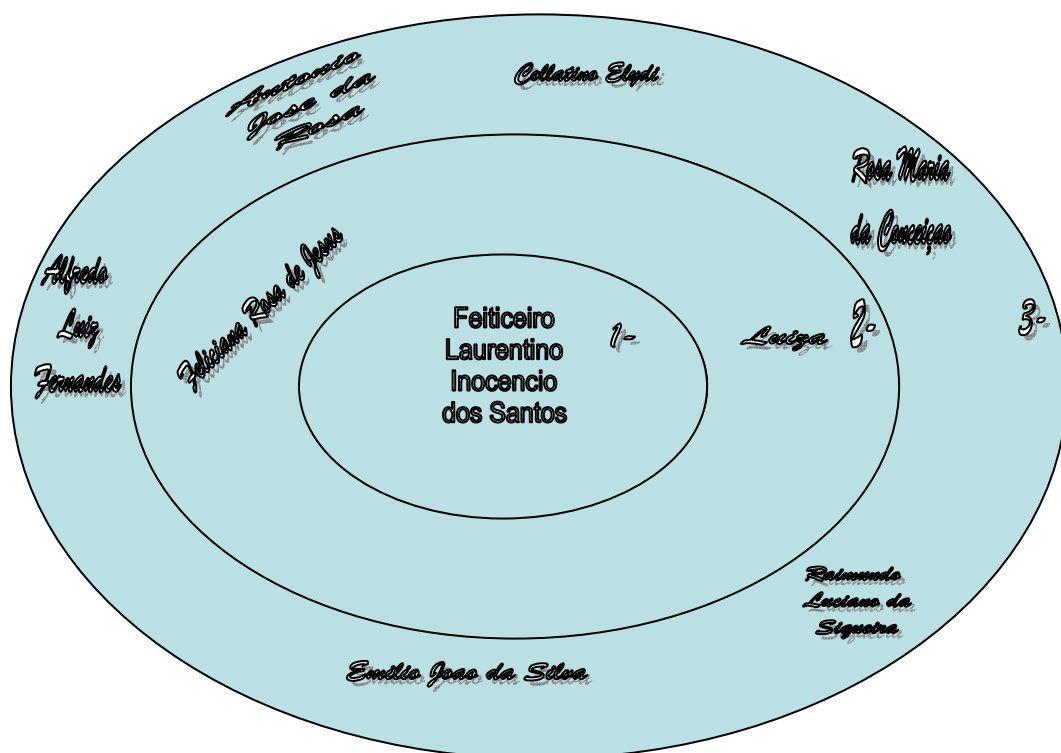 Antonio
Jose da
Rosa
Collatino Elydi
Rosa Maria
da Conceiçao
Alfredo
Luiz
Fernandes
Feliciana Rosa de Jesus
Feiticeiro
Laurentino
Inocencio
dos Santos
1-
Luiza
2-
3-
Raimundo
Luciano da
Siqueira
Emilio Joao da Silva